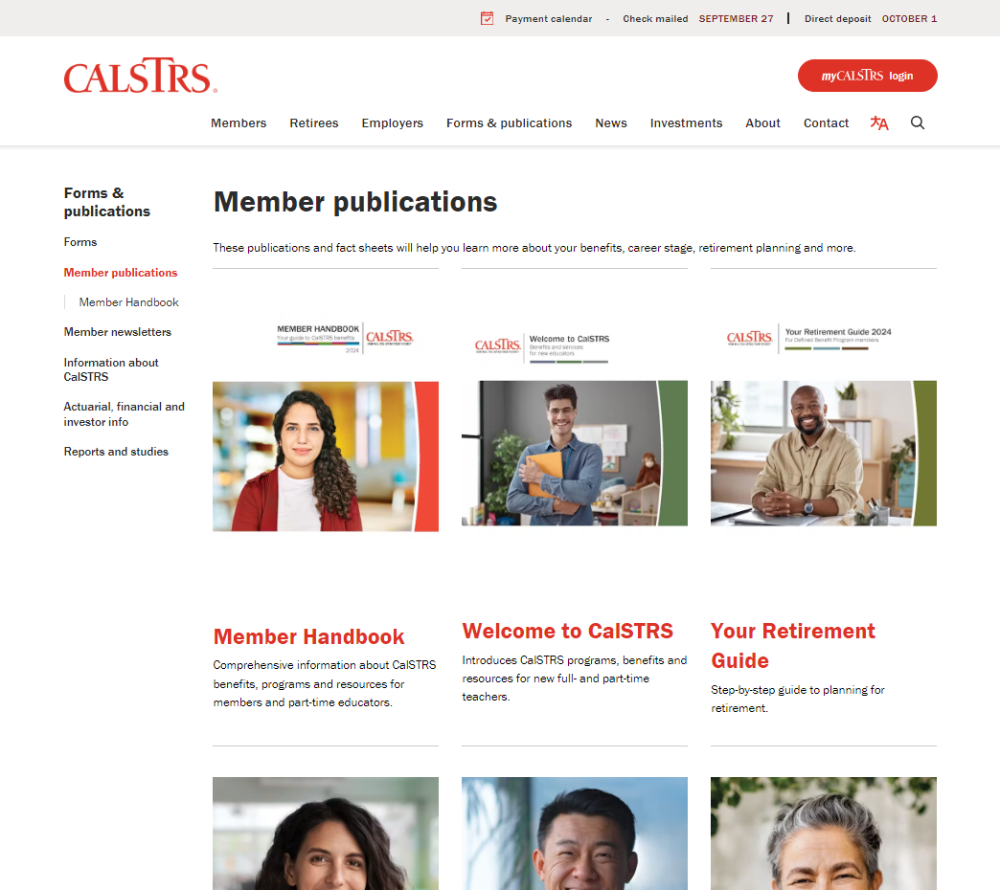 Payment calendar - Check mailed SEPTEMBER 27 | Direct deposit OCTOBER 1
CALSTRS®
myCALSTRS login
Members Retirees Employers Forms & publications News Investments About Contact
Forms &
publications
Forms
Member publications
Member Handbook
Member newsletters
Information about
CalSTRS
Actuarial, financial and
investor info
Reports and studies
Member publications
These publications and fact sheets will help you learn more about your benefits, career stage, retirement planning and more.
MEMBER HANDBOOK
Your guide to CalSTRS benefits
CALSTRS
2024
Member Handbook
Comprehensive information about CalSTRS
benefits, programs and resources for
members and part-time educators.
CALSTRS
Welcome to CalSTRS
Benefits and services
for new educators
Welcome to CalSTRS
Introduces CalSTRS programs, benefits and
resources for new full- and part-time
teachers.
CALSTRS
Your Retirement Guide 2024
For Defined Benefit Program members
Your Retirement
Guide
Step-by-step guide to planning for
retirement.